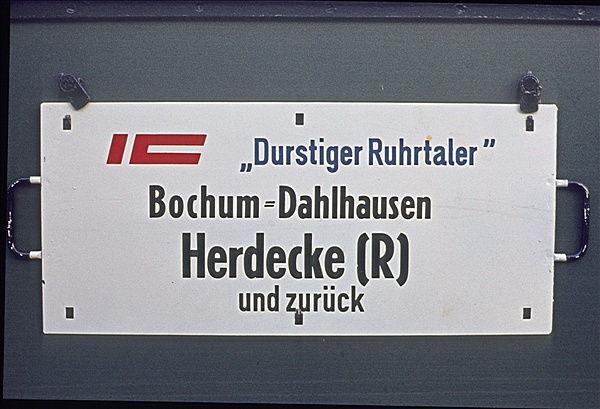 IC „Durstiger Ruhrtaler”
Bochum=Dahlhausen
Herdecke (R)
und zurück